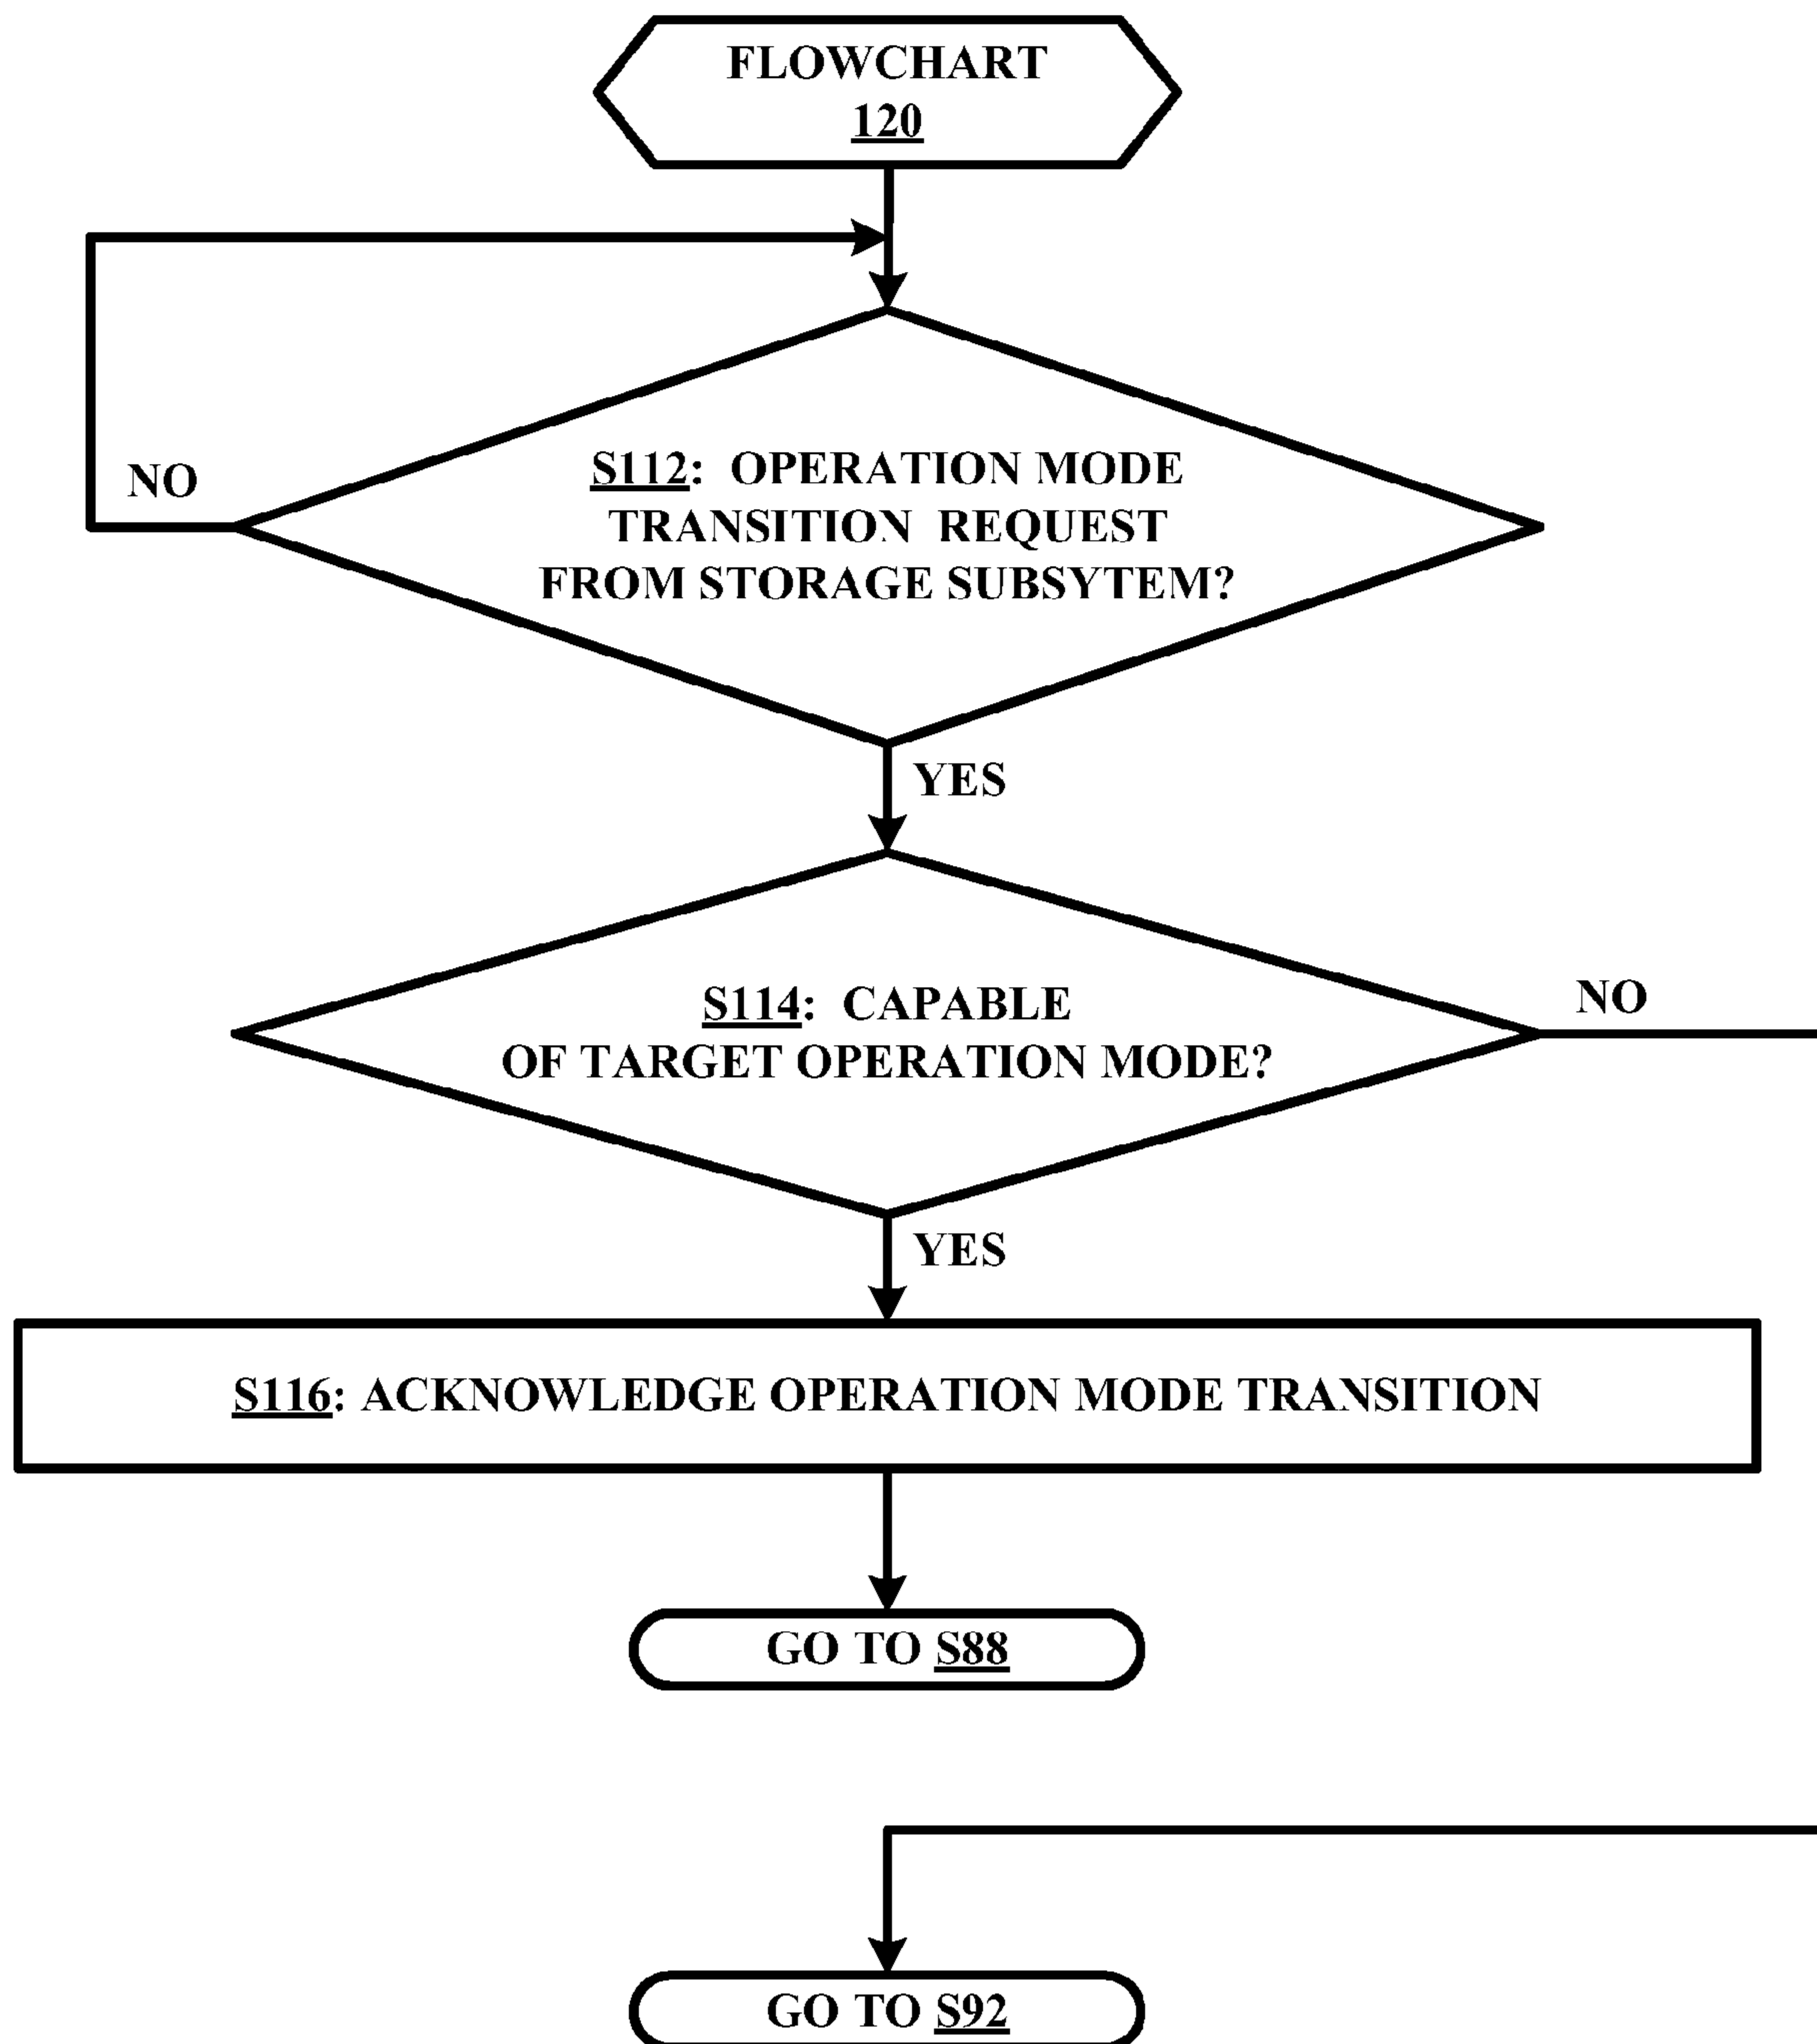 FLOWCHART
120
NO
S112: OPERATION MODE
TRANSITION REQUEST
FROM STORAGE SUBSYTEM?
YES
S114: CAPABLE
OF TARGET OPERATION MODE?
NO
YES
S116: ACKNOWLEDGE OPERATION MODE TRANSITION
GO TO S88
GO TO S92